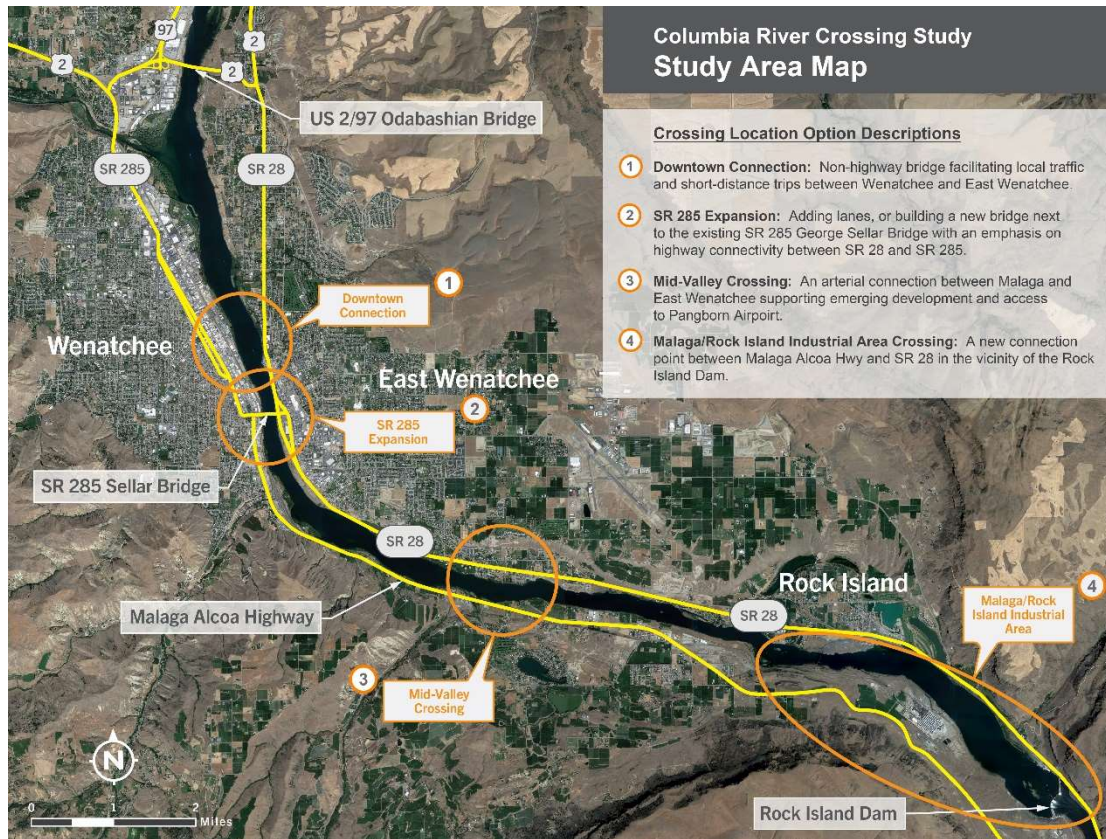 Columbia River Crossing Study
Study Area Map
Crossing Location Option Descriptions
1 Downtown Connection: Non-highway bridge facilitating local traffic
and short-distance trips between Wenatchee and East Wenatchee.
2 SR 285 Expansion: Adding lanes, or building a new bridge next
to the existing SR 285 George Sellar Bridge with an emphasis on
highway connectivity between SR 28 and SR 285.
3 Mid-Valley Crossing: An arterial connection between Malaga and
East Wenatchee supporting emerging development and access
to Pangborn Airpoirt.
4 Malaga/Rock Island Industrial Area Crossing: A new connection
point between Malaga Alcoa Hwy and SR 28 in the vicinity of the Rock
Island Dam.
97
2
2
2
US 2/97 Odabashian Bridge
SR 285
SR 28
1
Downtown
Connection
Wenatchee
East Wenatchee
2
SR 285
Expansion
SR 285 Sellar Bridge
SR 28
Malaga Alcoa Highway
3
Mid-Valley
Crossing
Rock Island
SR 28
4
Malaga/Rock
Island Industrial
Area
Rock Island Dam
N
0 1 2
Miles